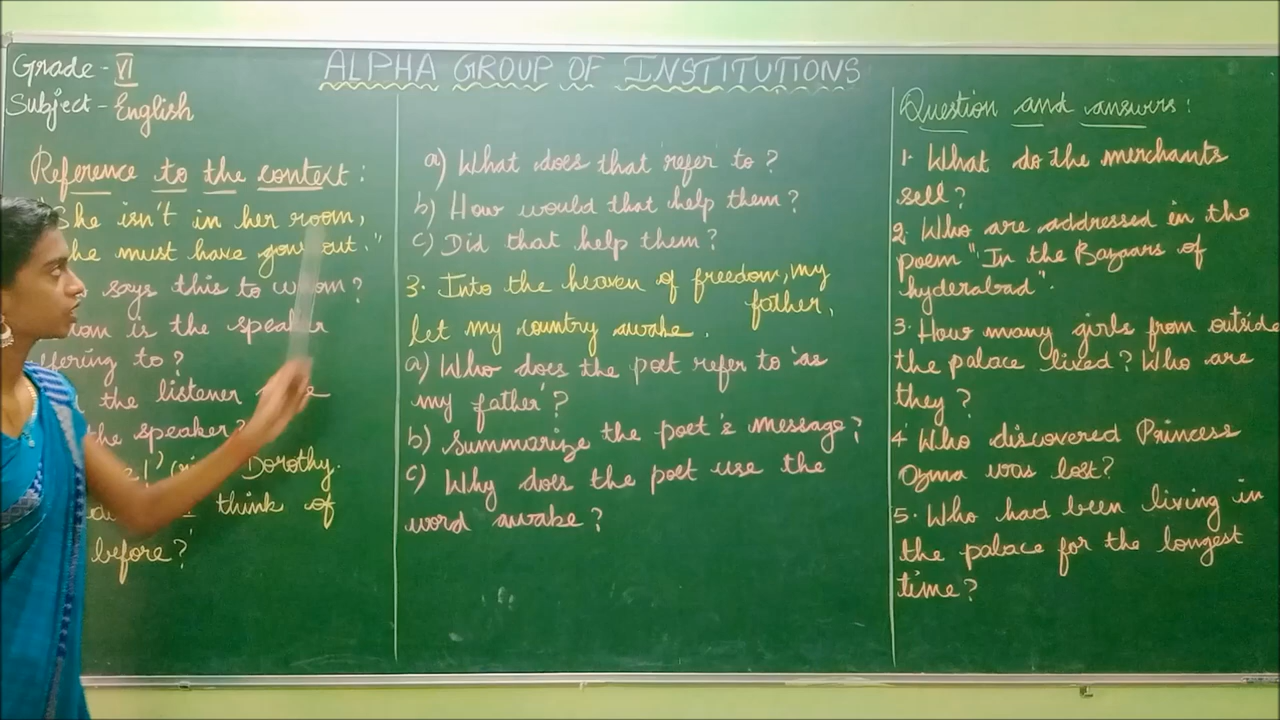 Grade - VI
Subject - English
ALPHA GROUP OF INSTITUTIONS
Reference to the context :
She isn't in her room,
he must have gone out."
says this to whom?
is the speaker
to?
the listener
the speaker?
Dorothy.
think of
before?
a) What does that 'refer' to?
b) How would that help them?
c) Did that help them?
3. Into the heaven of freedom, my
father,
let my country awake.
a) Who does the poet refer to 'as
my father'?
b) Summarize the poet's message?
c) Why does the poet use the
word awake?
Question and answers :
1. What do the merchants
sell?
2. Who are addressed in the
poem "In the Bazaars of
hyderabad".
3. How many girls from outside
the palace lived? Who are
they?
4. Who discovered Princess
Ozma was lost?
5. Who had been living in
the palace for the longest
time?